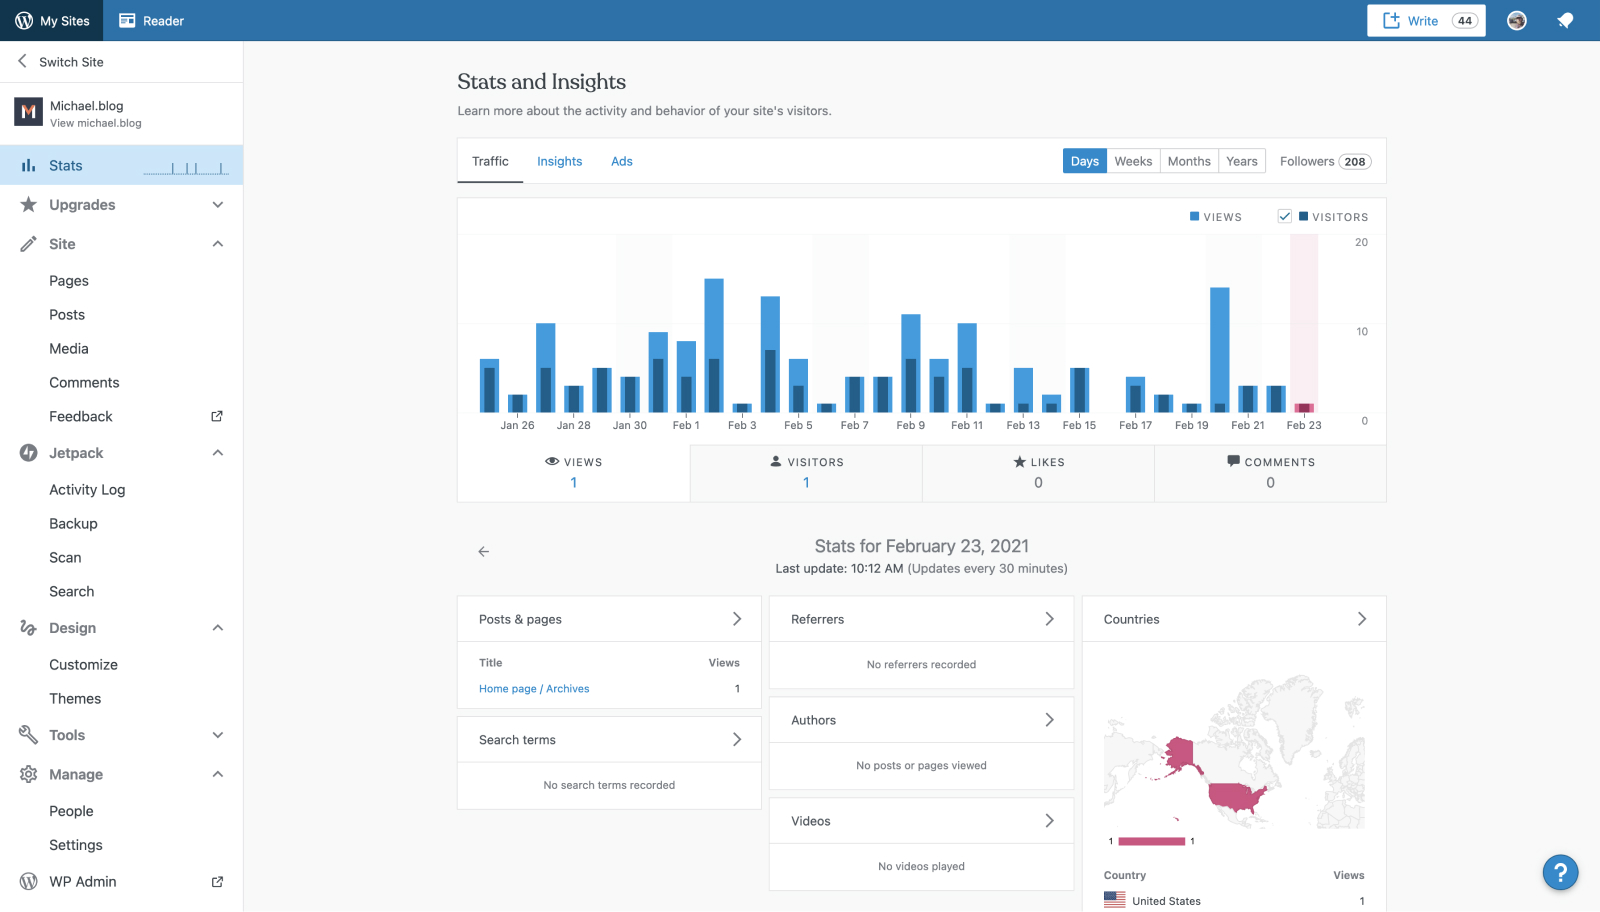 My Sites
Reader
Write 44
Switch Site
Michael.blog
View michael.blog
Stats
Upgrades
Site
Pages
Posts
Media
Comments
Feedback
Jetpack
Activity Log
Backup
Scan
Search
Design
Customize
Themes
Tools
Manage
People
Settings
WP Admin
Stats and Insights
Learn more about the activity and behavior of your site's visitors.
Traffic Insights Ads Days Weeks Months Years Followers 208
VIEWS VISITORS
20
10
0
Jan 26 Jan 28 Jan 30 Feb 1 Feb 3 Feb 5 Feb 7 Feb 9 Feb 11 Feb 13 Feb 15 Feb 17 Feb 19 Feb 21 Feb 23
VIEWS
1
VISITORS
1
LIKES
0
COMMENTS
0
Stats for February 23, 2021
Last update: 10:12 AM (Updates every 30 minutes)
Posts & pages
Title Views
Home page / Archives 1
Search terms
No search terms recorded
Referrers
No referrers recorded
Authors
No posts or pages viewed
Videos
No videos played
Countries
1 1
Country Views
United States 1
?